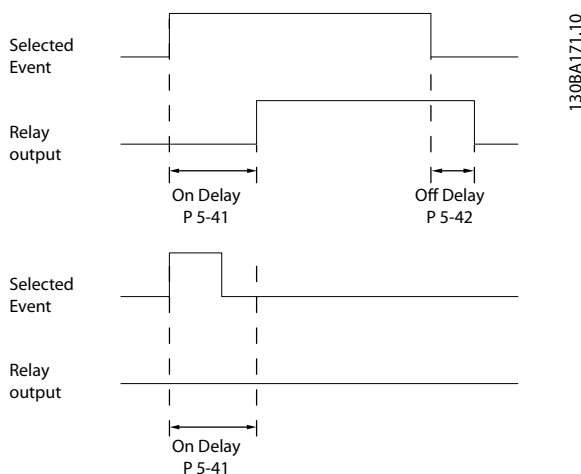 Selected
Event
Relay
output
On Delay
P 5-41
Off Delay
P 5-42
Selected
Event
Relay
output
On Delay
P 5-41
130BA171.10